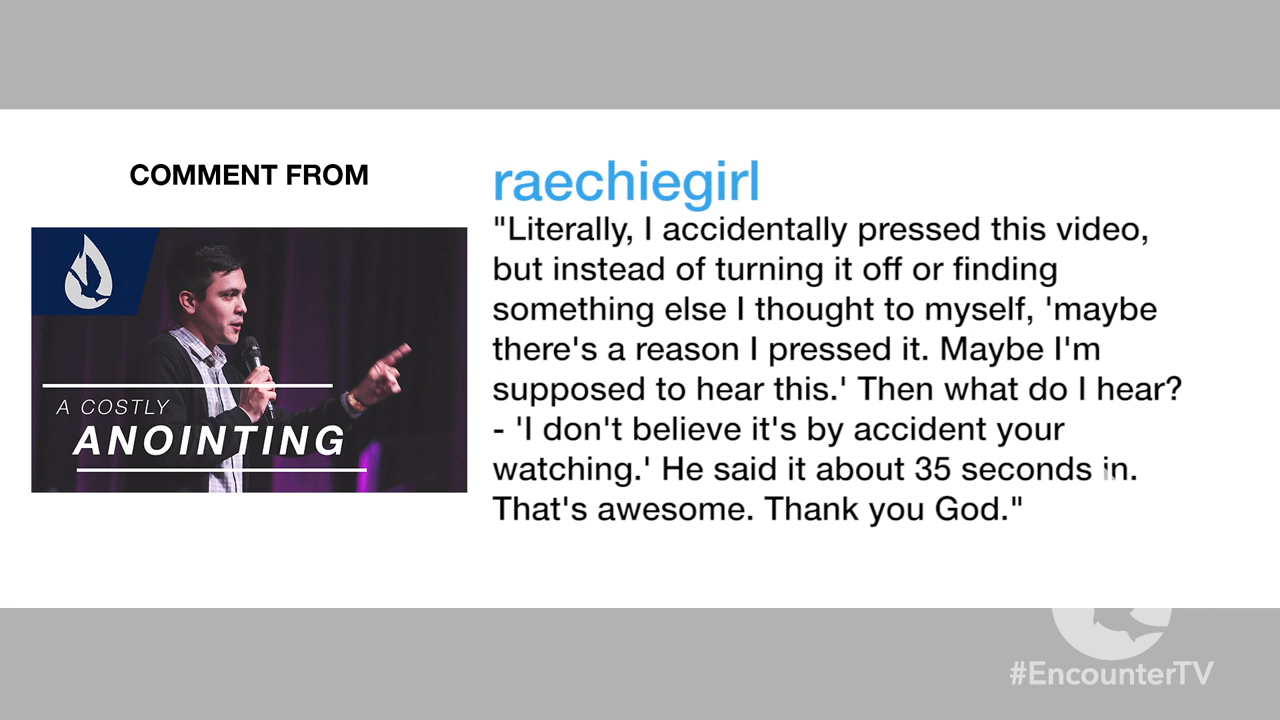 COMMENT FROM
A COSTLY
ANOINTING
raechiegirl
"Literally, I accidentally pressed this video,
but instead of turning it off or finding
something else I thought to myself, 'maybe
there's a reason I pressed it. Maybe I'm
supposed to hear this.' Then what do I hear?
- 'I don't believe it's by accident your
watching.' He said it about 35 seconds in.
That's awesome. Thank you God."
#EncounterTV